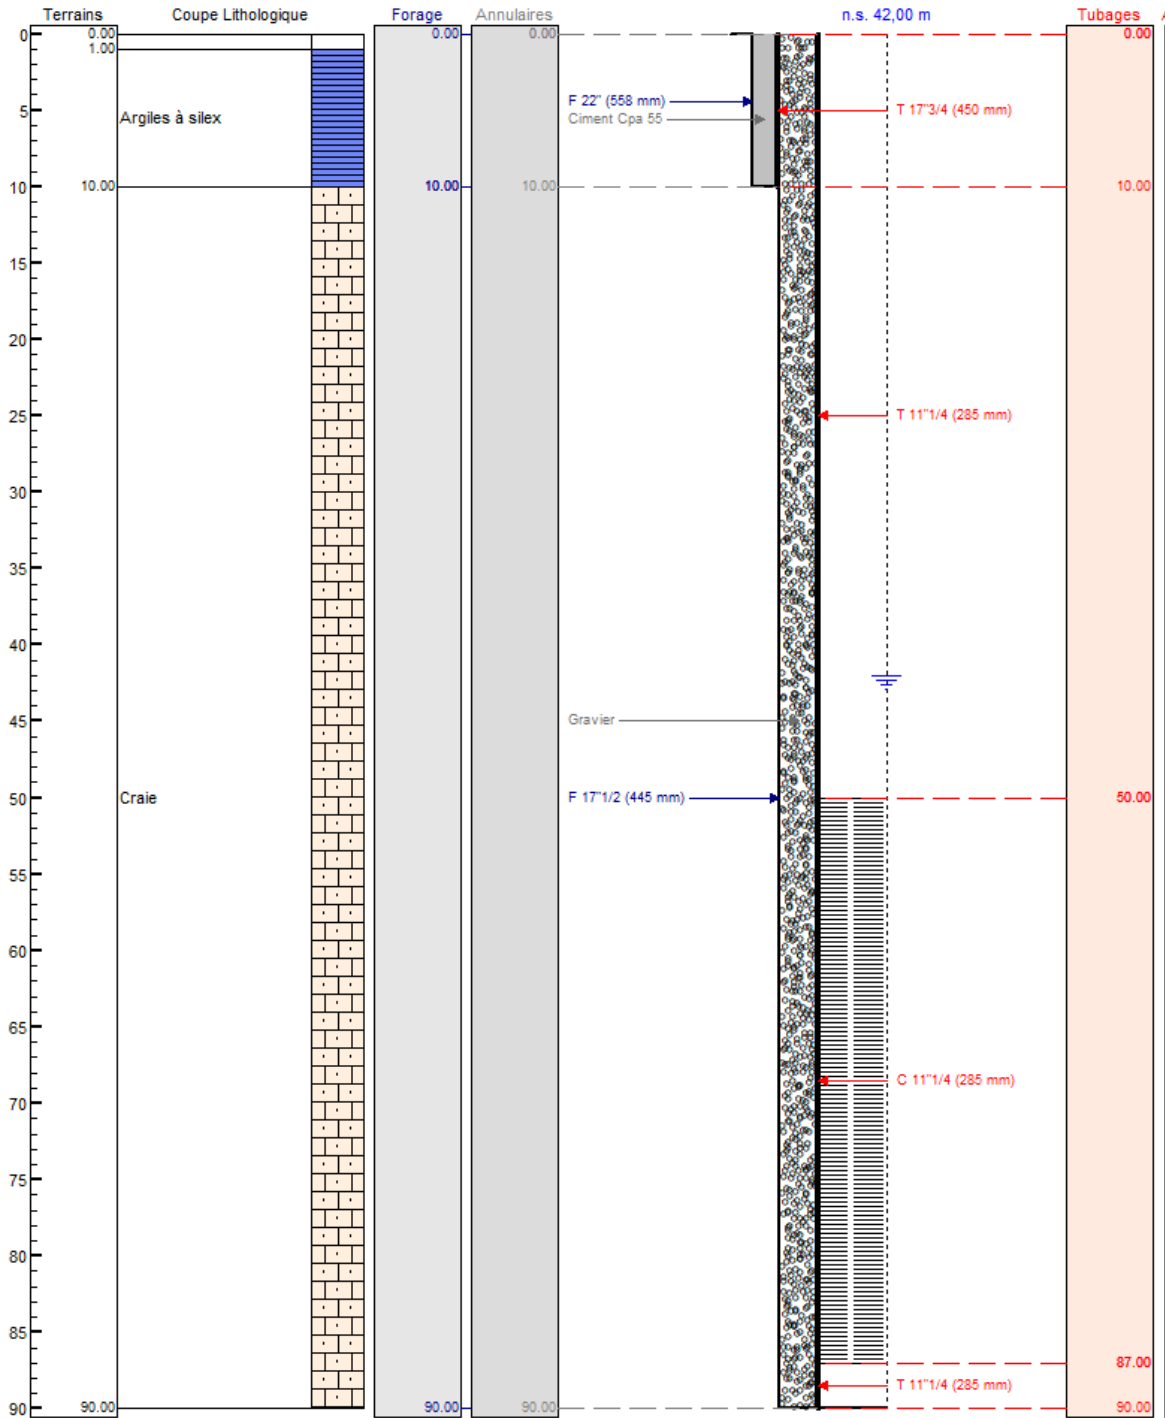 Terrains Coupe Lithologique Forage Annulaires n.s. 42,00 m Tubages
0 0.00 0.00 0.00 0.00
1.00
F 22" (558 mm)
5 Argiles à silex Ciment Cpa 55 T 17"3/4 (450 mm)
10 10.00 10.00 10.00 10.00
15
20
25 T 11"1/4 (285 mm)
30
35
40
45 Gravier
50 Craie F 17"1/2 (445 mm) 50.00
55
60
65
C 11"1/4 (285 mm)
70
75
80
85
87.00
T 11"1/4 (285 mm)
90 90.00 90.00 90.00 90.00